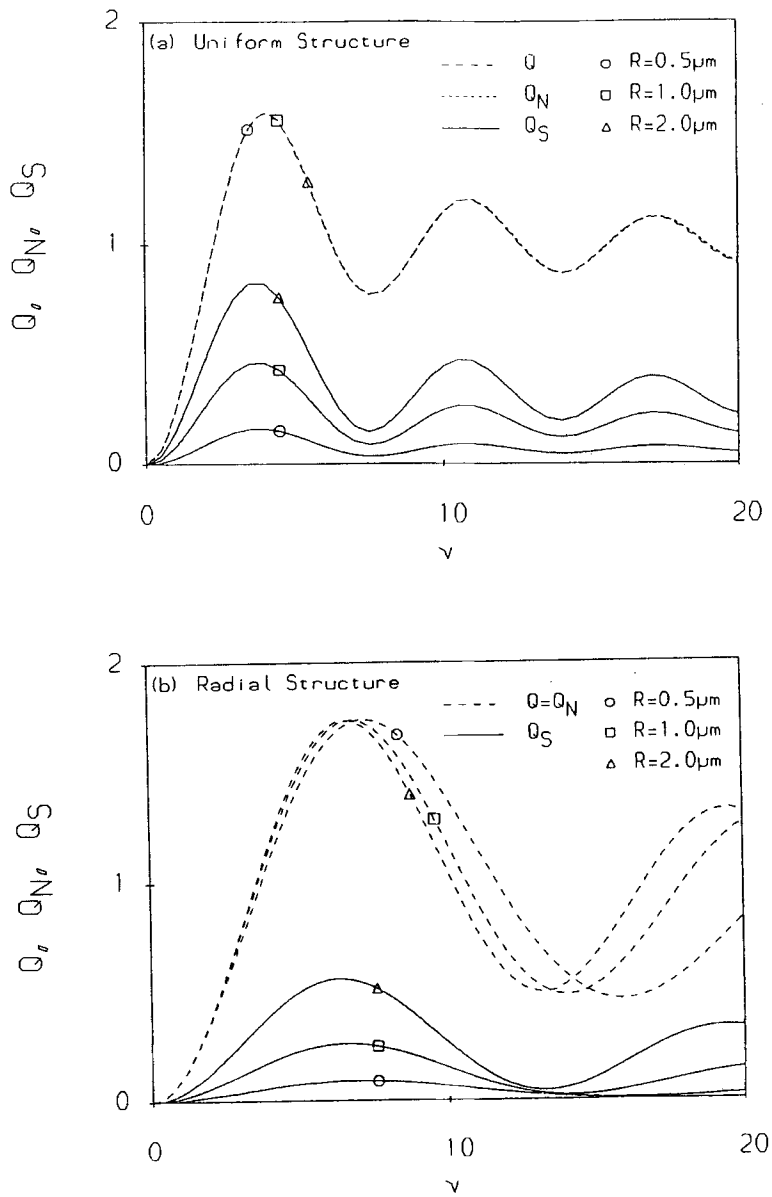 2
(a) Uniform Structure
Q
R=0.5µm
Q_N
R=1.0µm
Q_S
R=2.0µm
Q, Q_N, Q_S
1
0
0
10
20
ν
2
(b) Radial Structure
Q=Q_N
R=0.5µm
Q_S
R=1.0µm
R=2.0µm
Q, Q_N, Q_S
1
0
0
10
20
ν